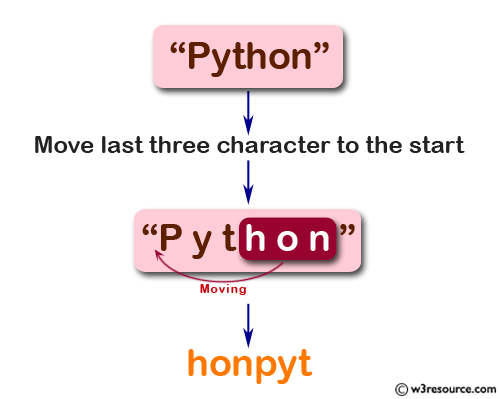 “Python”
Move last three character to the start
“P y t h o n ”
Moving
honpyt
© w3resource.com